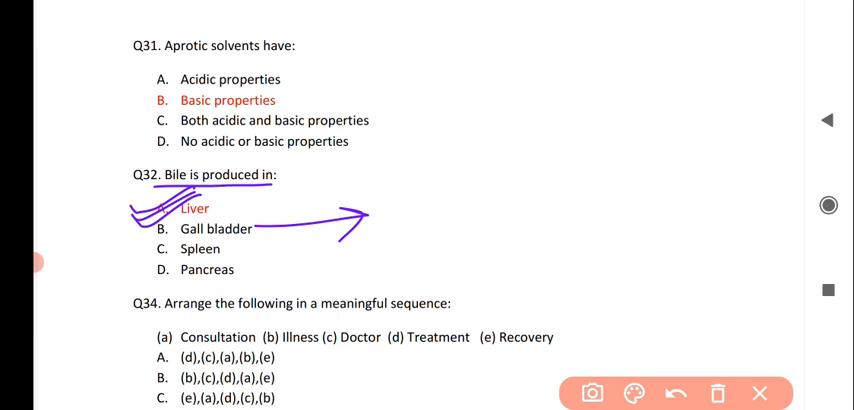 Q31. Aprotic solvents have:
A. Acidic properties
B. Basic properties
C. Both acidic and basic properties
D. No acidic or basic properties
Q32. Bile is produced in:
A. Liver
B. Gall bladder
C. Spleen
D. Pancreas
Q34. Arrange the following in a meaningful sequence:
(a) Consultation (b) Illness (c) Doctor (d) Treatment (e) Recovery
A. (d),(c),(a),(b),(e)
B. (b),(c),(d),(a),(e)
C. (e),(a),(d),(c),(b)